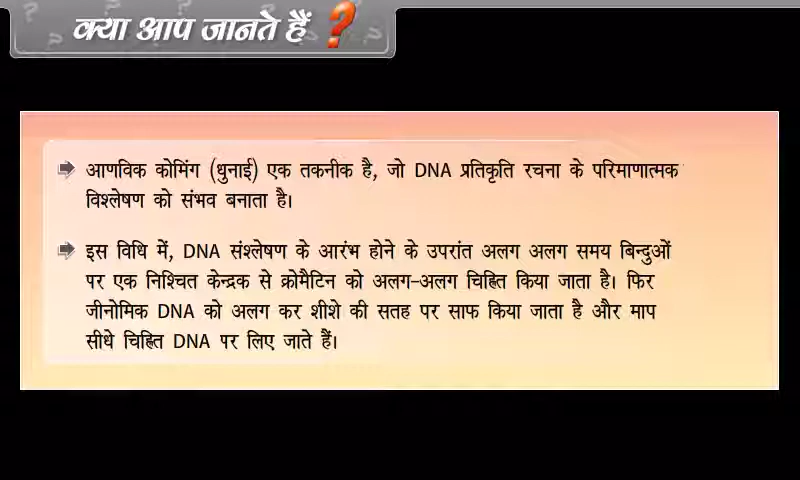 क्या आप जानते हैं ?
आणविक कोमिंग (धुनाई) एक तकनीक है, जो DNA प्रतिकृति रचना के परिमाणात्मक
विश्लेषण को संभव बनाता है।
इस विधि में, DNA संश्लेषण के आरंभ होने के उपरांत अलग अलग समय बिन्दुओं
पर एक निश्चित केन्द्रक से क्रोमैटिन को अलग-अलग चिह्नित किया जाता है। फिर
जीनोमिक DNA को अलग कर शीशे की सतह पर साफ किया जाता है और माप
सीधे चिह्नित DNA पर लिए जाते हैं।